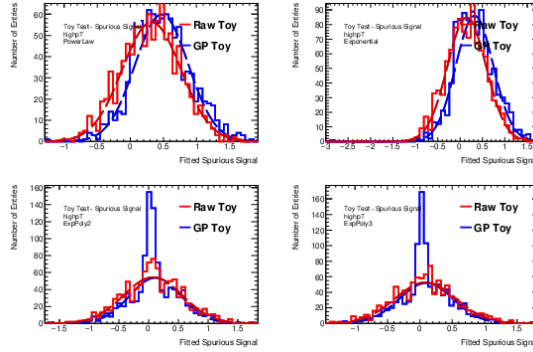 Number of Entries
60
50
40
30
20
10
0
Toy Test - Spurious Signal
highpT
PowerLaw
Raw Toy
GP Toy
−1 −0.5 0 0.5 1 1.5
Fitted Spurious Signal
Number of Entries
90
80
70
60
50
40
30
20
10
0
Toy Test - Spurious Signal
highpT
Exponential
Raw Toy
GP Toy
−3 −2.5 −2 −1.5 −1 −0.5 0 0.5 1 1.5
Fitted Spurious Signal
Number of Entries
160
140
120
100
80
60
40
20
0
Toy Test - Spurious Signal
highpT
ExpPoly2
Raw Toy
GP Toy
−1.5 −1 −0.5 0 0.5 1 1.5
Fitted Spurious Signal
Number of Entries
160
140
120
100
80
60
40
20
0
Toy Test - Spurious Signal
highpT
ExpPoly3
Raw Toy
GP Toy
−1 −0.5 0 0.5 1 1.5
Fitted Spurious Signal